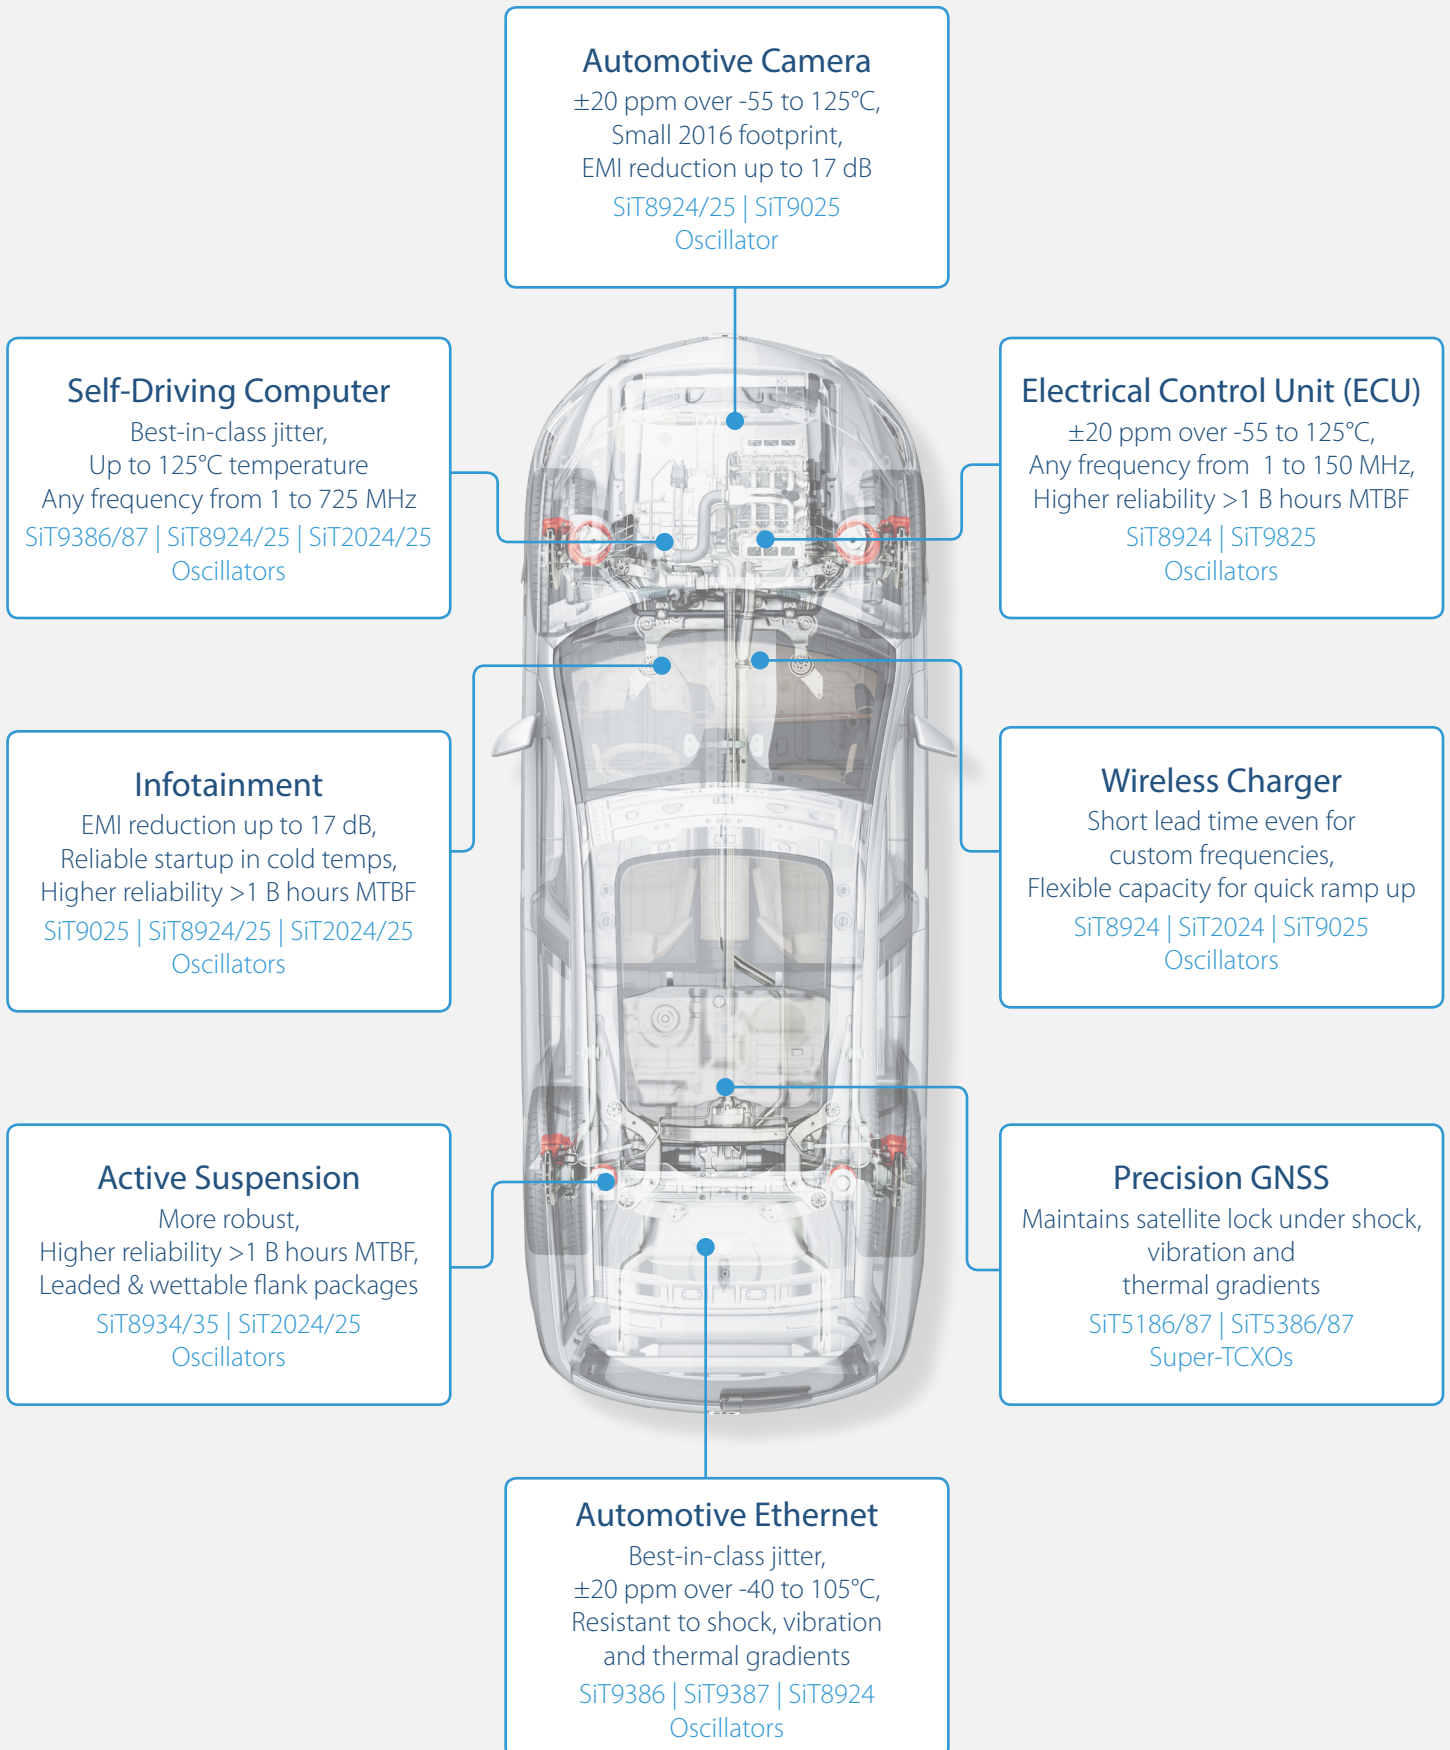 Automotive Camera
±20 ppm over -55 to 125°C,
Small 2016 footprint,
EMI reduction up to 17 dB
SiT8924/25 | SiT9025
Oscillator
Self-Driving Computer
Best-in-class jitter,
Up to 125°C temperature
Any frequency from 1 to 725 MHz
SiT9386/87 | SiT8924/25 | SiT2024/25
Oscillators
Electrical Control Unit (ECU)
±20 ppm over -55 to 125°C,
Any frequency from 1 to 150 MHz,
Higher reliability >1 B hours MTBF
SiT8924 | SiT9825
Oscillators
Infotainment
EMI reduction up to 17 dB,
Reliable startup in cold temps,
Higher reliability >1 B hours MTBF
SiT9025 | SiT8924/25 | SiT2024/25
Oscillators
Wireless Charger
Short lead time even for
custom frequencies,
Flexible capacity for quick ramp up
SiT8924 | SiT2024 | SiT9025
Oscillators
Active Suspension
More robust,
Higher reliability >1 B hours MTBF,
Leaded & wettable flank packages
SiT8934/35 | SiT2024/25
Oscillators
Precision GNSS
Maintains satellite lock under shock,
vibration and
thermal gradients
SiT5186/87 | SiT5386/87
Super-TCXOs
Automotive Ethernet
Best-in-class jitter,
±20 ppm over -40 to 105°C,
Resistant to shock, vibration
and thermal gradients
SiT9386 | SiT9387 | SiT8924
Oscillators